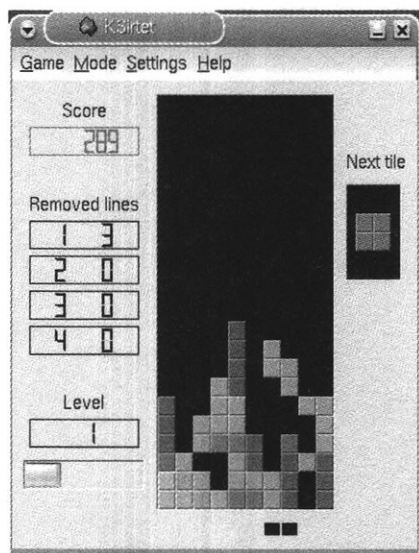 KSirtet
Game Mode Settings Help
Score
289
Next tile
Removed lines
1 3
2 0
3 0
4 0
Level
1